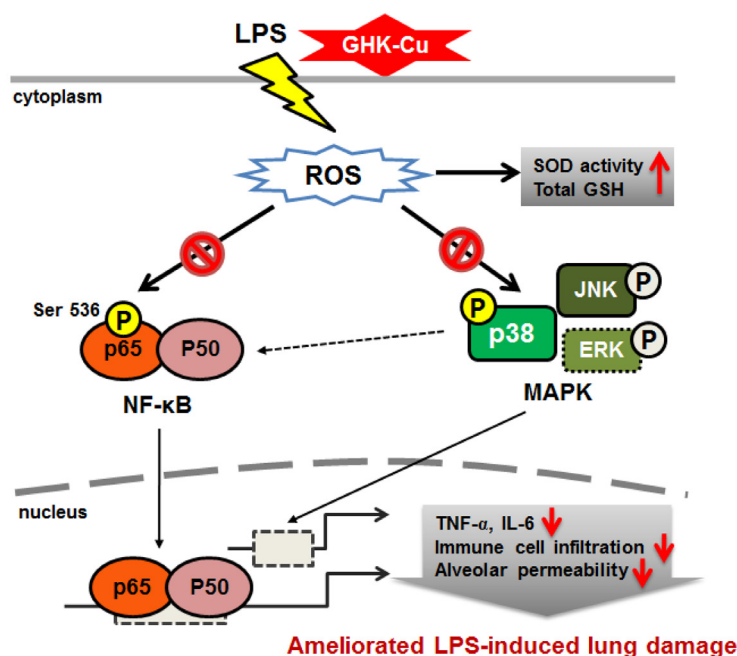 LPS
GHK-Cu
cytoplasm
ROS
SOD activity
Total GSH
Ser 536
P
p65
P50
NF-κB
P
p38
JNK
P
ERK
P
MAPK
nucleus
p65
P50
TNF-α, IL-6
Immune cell infiltration
Alveolar permeability
Ameliorated LPS-induced lung damage